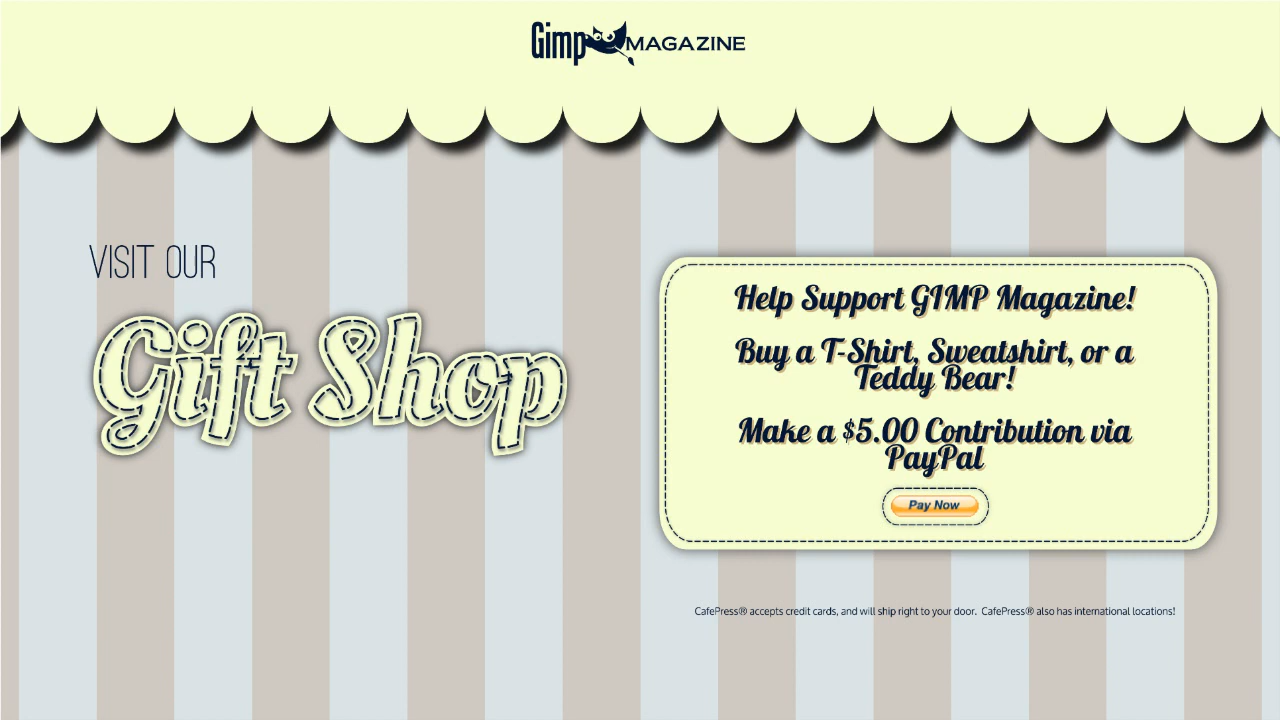 Gimp MAGAZINE
VISIT OUR
Gift Shop
Help Support GIMP Magazine!
Buy a T-Shirt, Sweatshirt, or a
Teddy Bear!
Make a $5.00 Contribution via
PayPal
Pay Now
CafePress® accepts credit cards, and will ship right to your door.  CafePress® also has international locations!